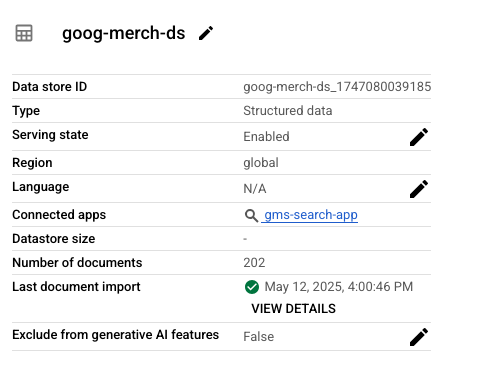 goog-merch-ds
Data store ID goog-merch-ds_1747080039185
Type Structured data
Serving state Enabled
Region global
Language N/A
Connected apps gms-search-app
Datastore size -
Number of documents 202
Last document import May 12, 2025, 4:00:46 PM
VIEW DETAILS
Exclude from generative AI features False